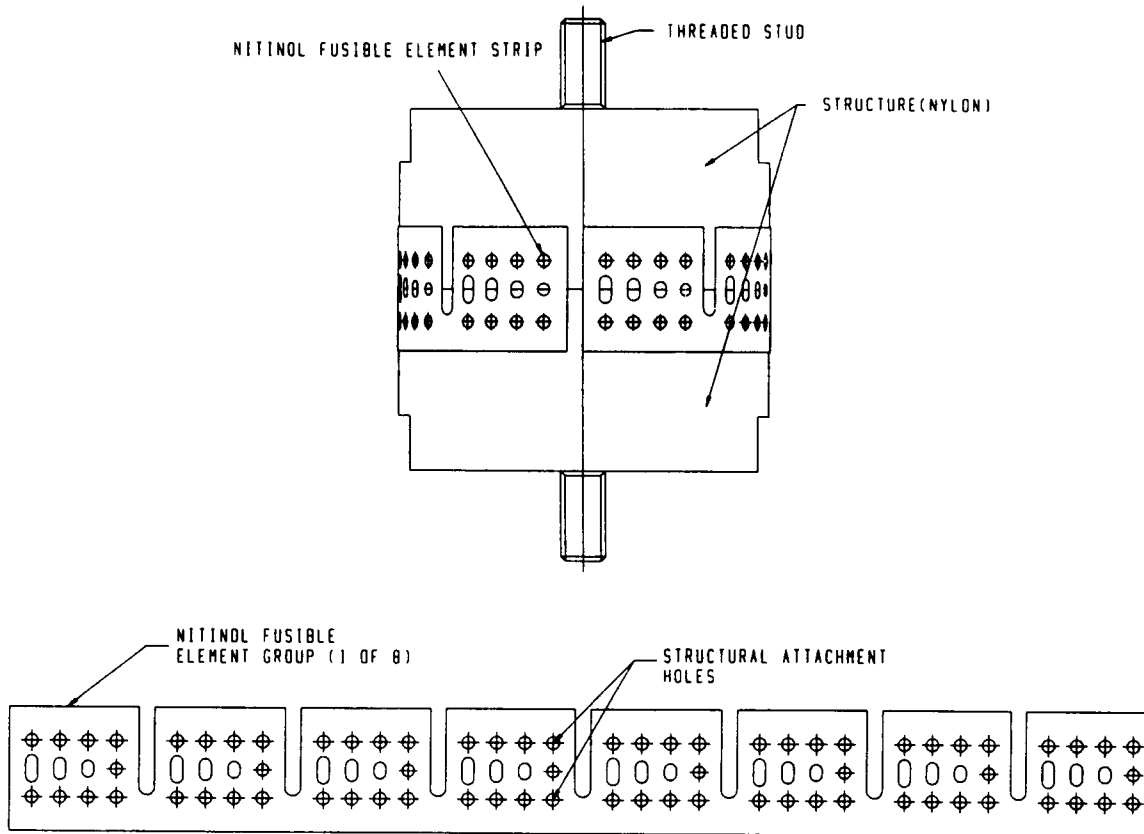 THREADED STUD
NITINOL FUSIBLE ELEMENT STRIP
STRUCTURE(NYLON)
NITINOL FUSIBLE
ELEMENT GROUP (1 OF 8)
STRUCTURAL ATTACHMENT
HOLES